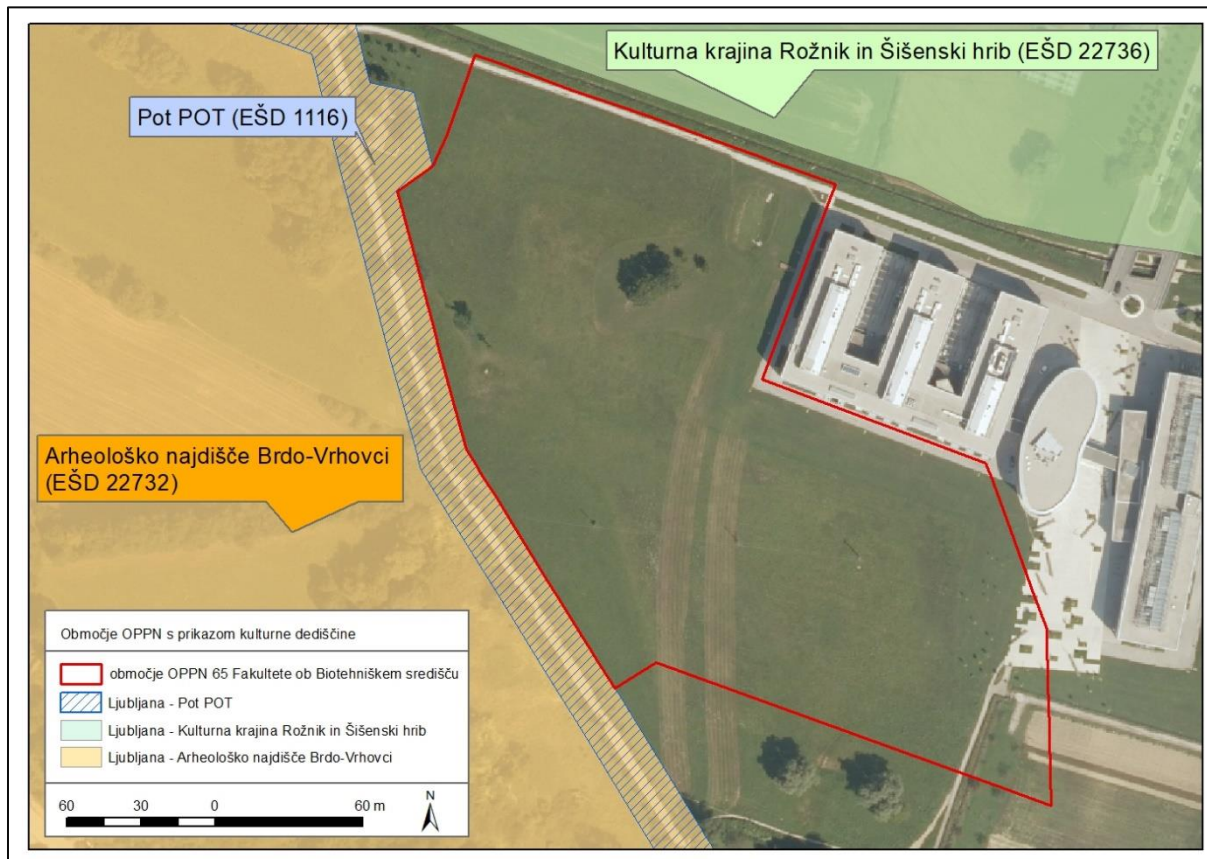 Kulturna krajina Rožnik in Šišenski hrib (EŠD 22736)
Pot POT (EŠD 1116)
Arheološko najdišče Brdo-Vrhovci
(EŠD 22732)
Območje OPPN s prikazom kulturne dediščine
območje OPPN 65 Fakultete ob Biotehniškem središču
Ljubljana - Pot POT
Ljubljana - Kulturna krajina Rožnik in Šišenski hrib
Ljubljana - Arheološko najdišče Brdo-Vrhovci
60 30 0 60 m
N